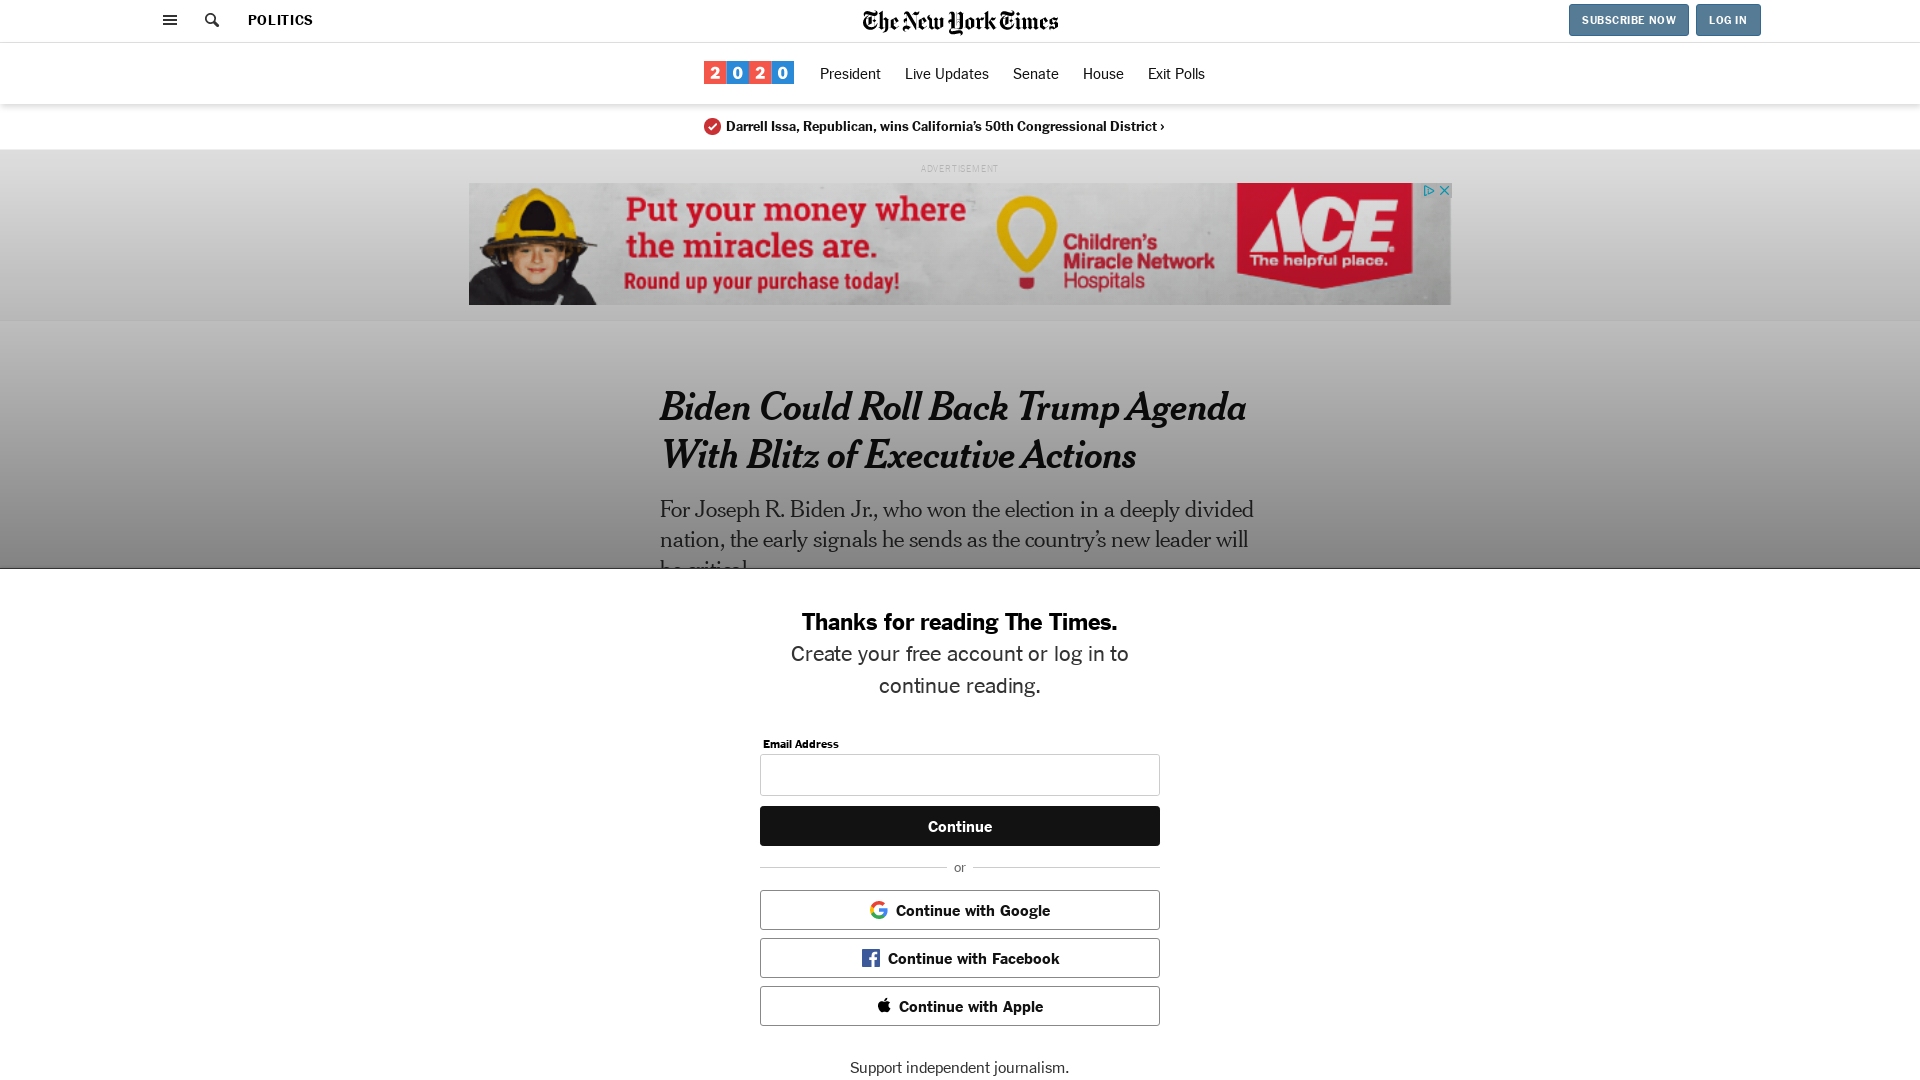 POLITICS
The New York Times
SUBSCRIBE NOW
LOG IN
2020
President
Live Updates
Senate
House
Exit Polls
Darrell Issa, Republican, wins California’s 50th Congressional District ›
ADVERTISEMENT
Put your money where
the miracles are.
Round up your purchase today!
Children's
Miracle Network
Hospitals
ACE
The helpful place.
Biden Could Roll Back Trump Agenda
With Blitz of Executive Actions
For Joseph R. Biden Jr., who won the election in a deeply divided
nation, the early signals he sends as the country’s new leader will
be critical.
Thanks for reading The Times.
Create your free account or log in to
continue reading.
Email Address
Continue
or
Continue with Google
Continue with Facebook
Continue with Apple
Support independent journalism.